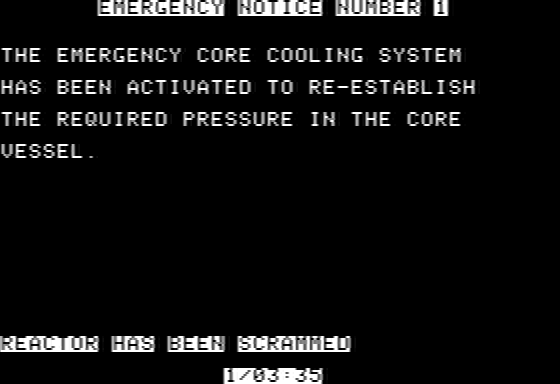 EMERGENCY NOTICE NUMBER 1
THE EMERGENCY CORE COOLING SYSTEM
HAS BEEN ACTIVATED TO RE-ESTABLISH
THE REQUIRED PRESSURE IN THE CORE
VESSEL.
REACTOR HAS BEEN SCRAMMED
1/03:35